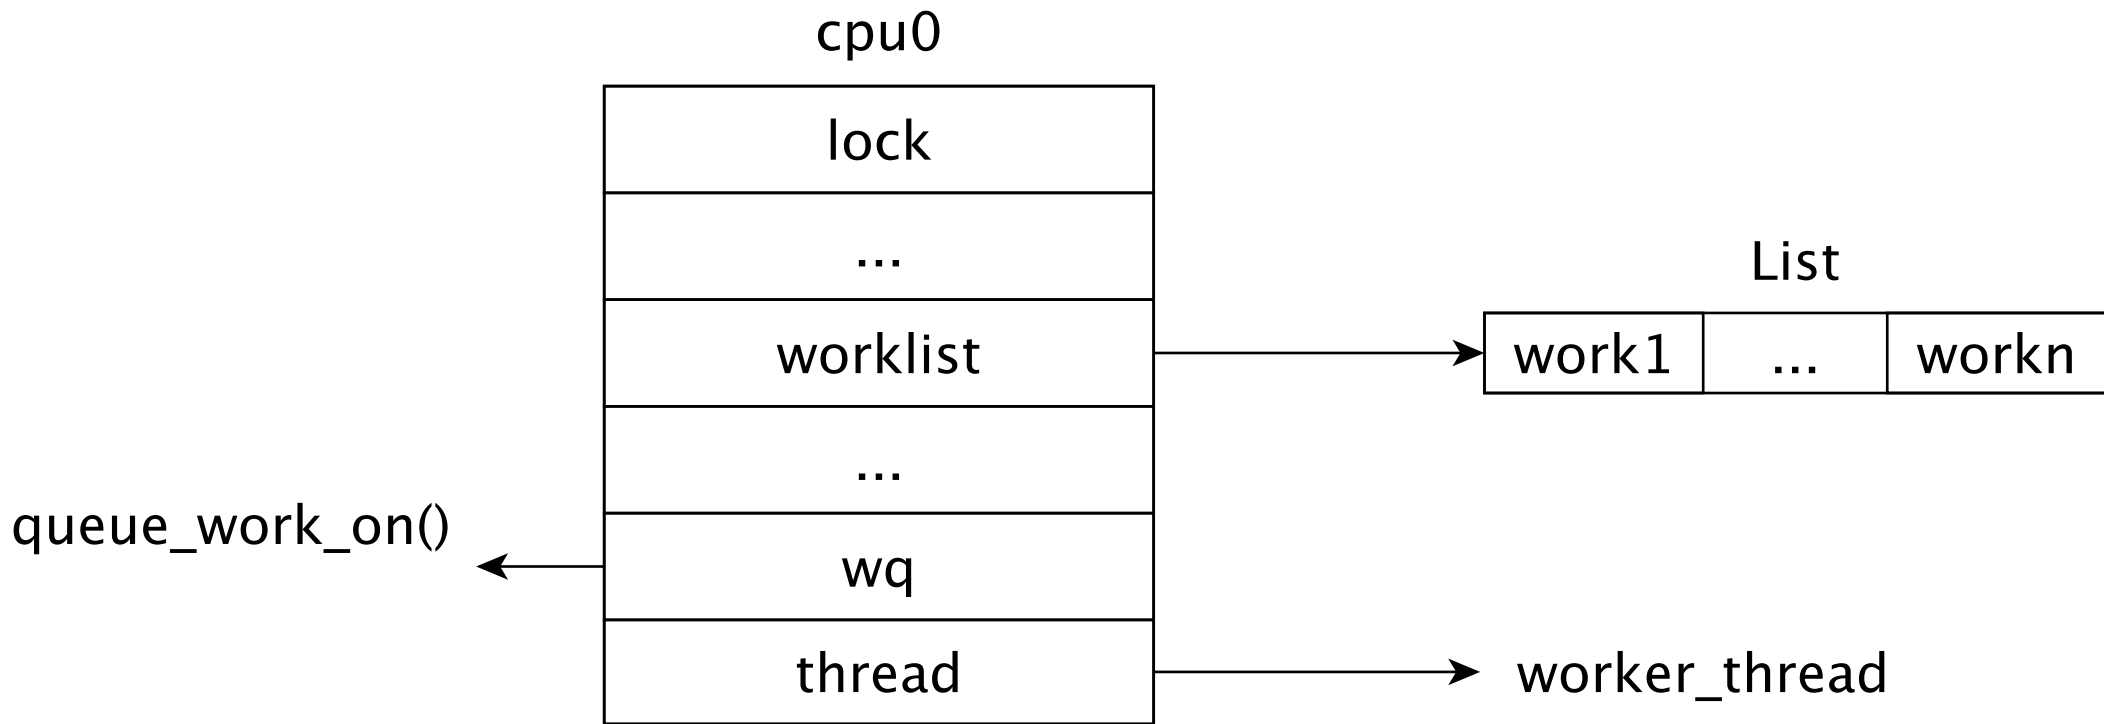 cpu0
lock
...
List
worklist
work1
...
workn
...
queue_work_on()
wq
thread
worker_thread